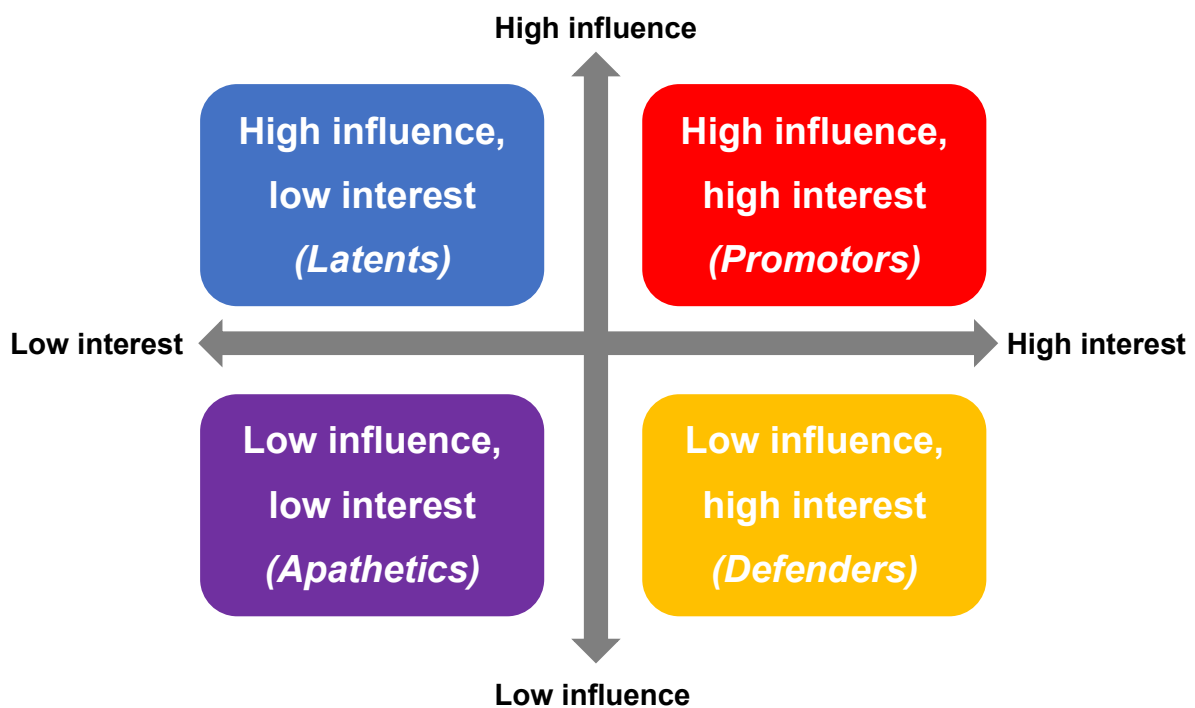 High influence
High influence,
low interest
(Latents)
High influence,
high interest
(Promotors)
Low interest
High interest
Low influence,
low interest
(Apathetics)
Low influence,
high interest
(Defenders)
Low influence